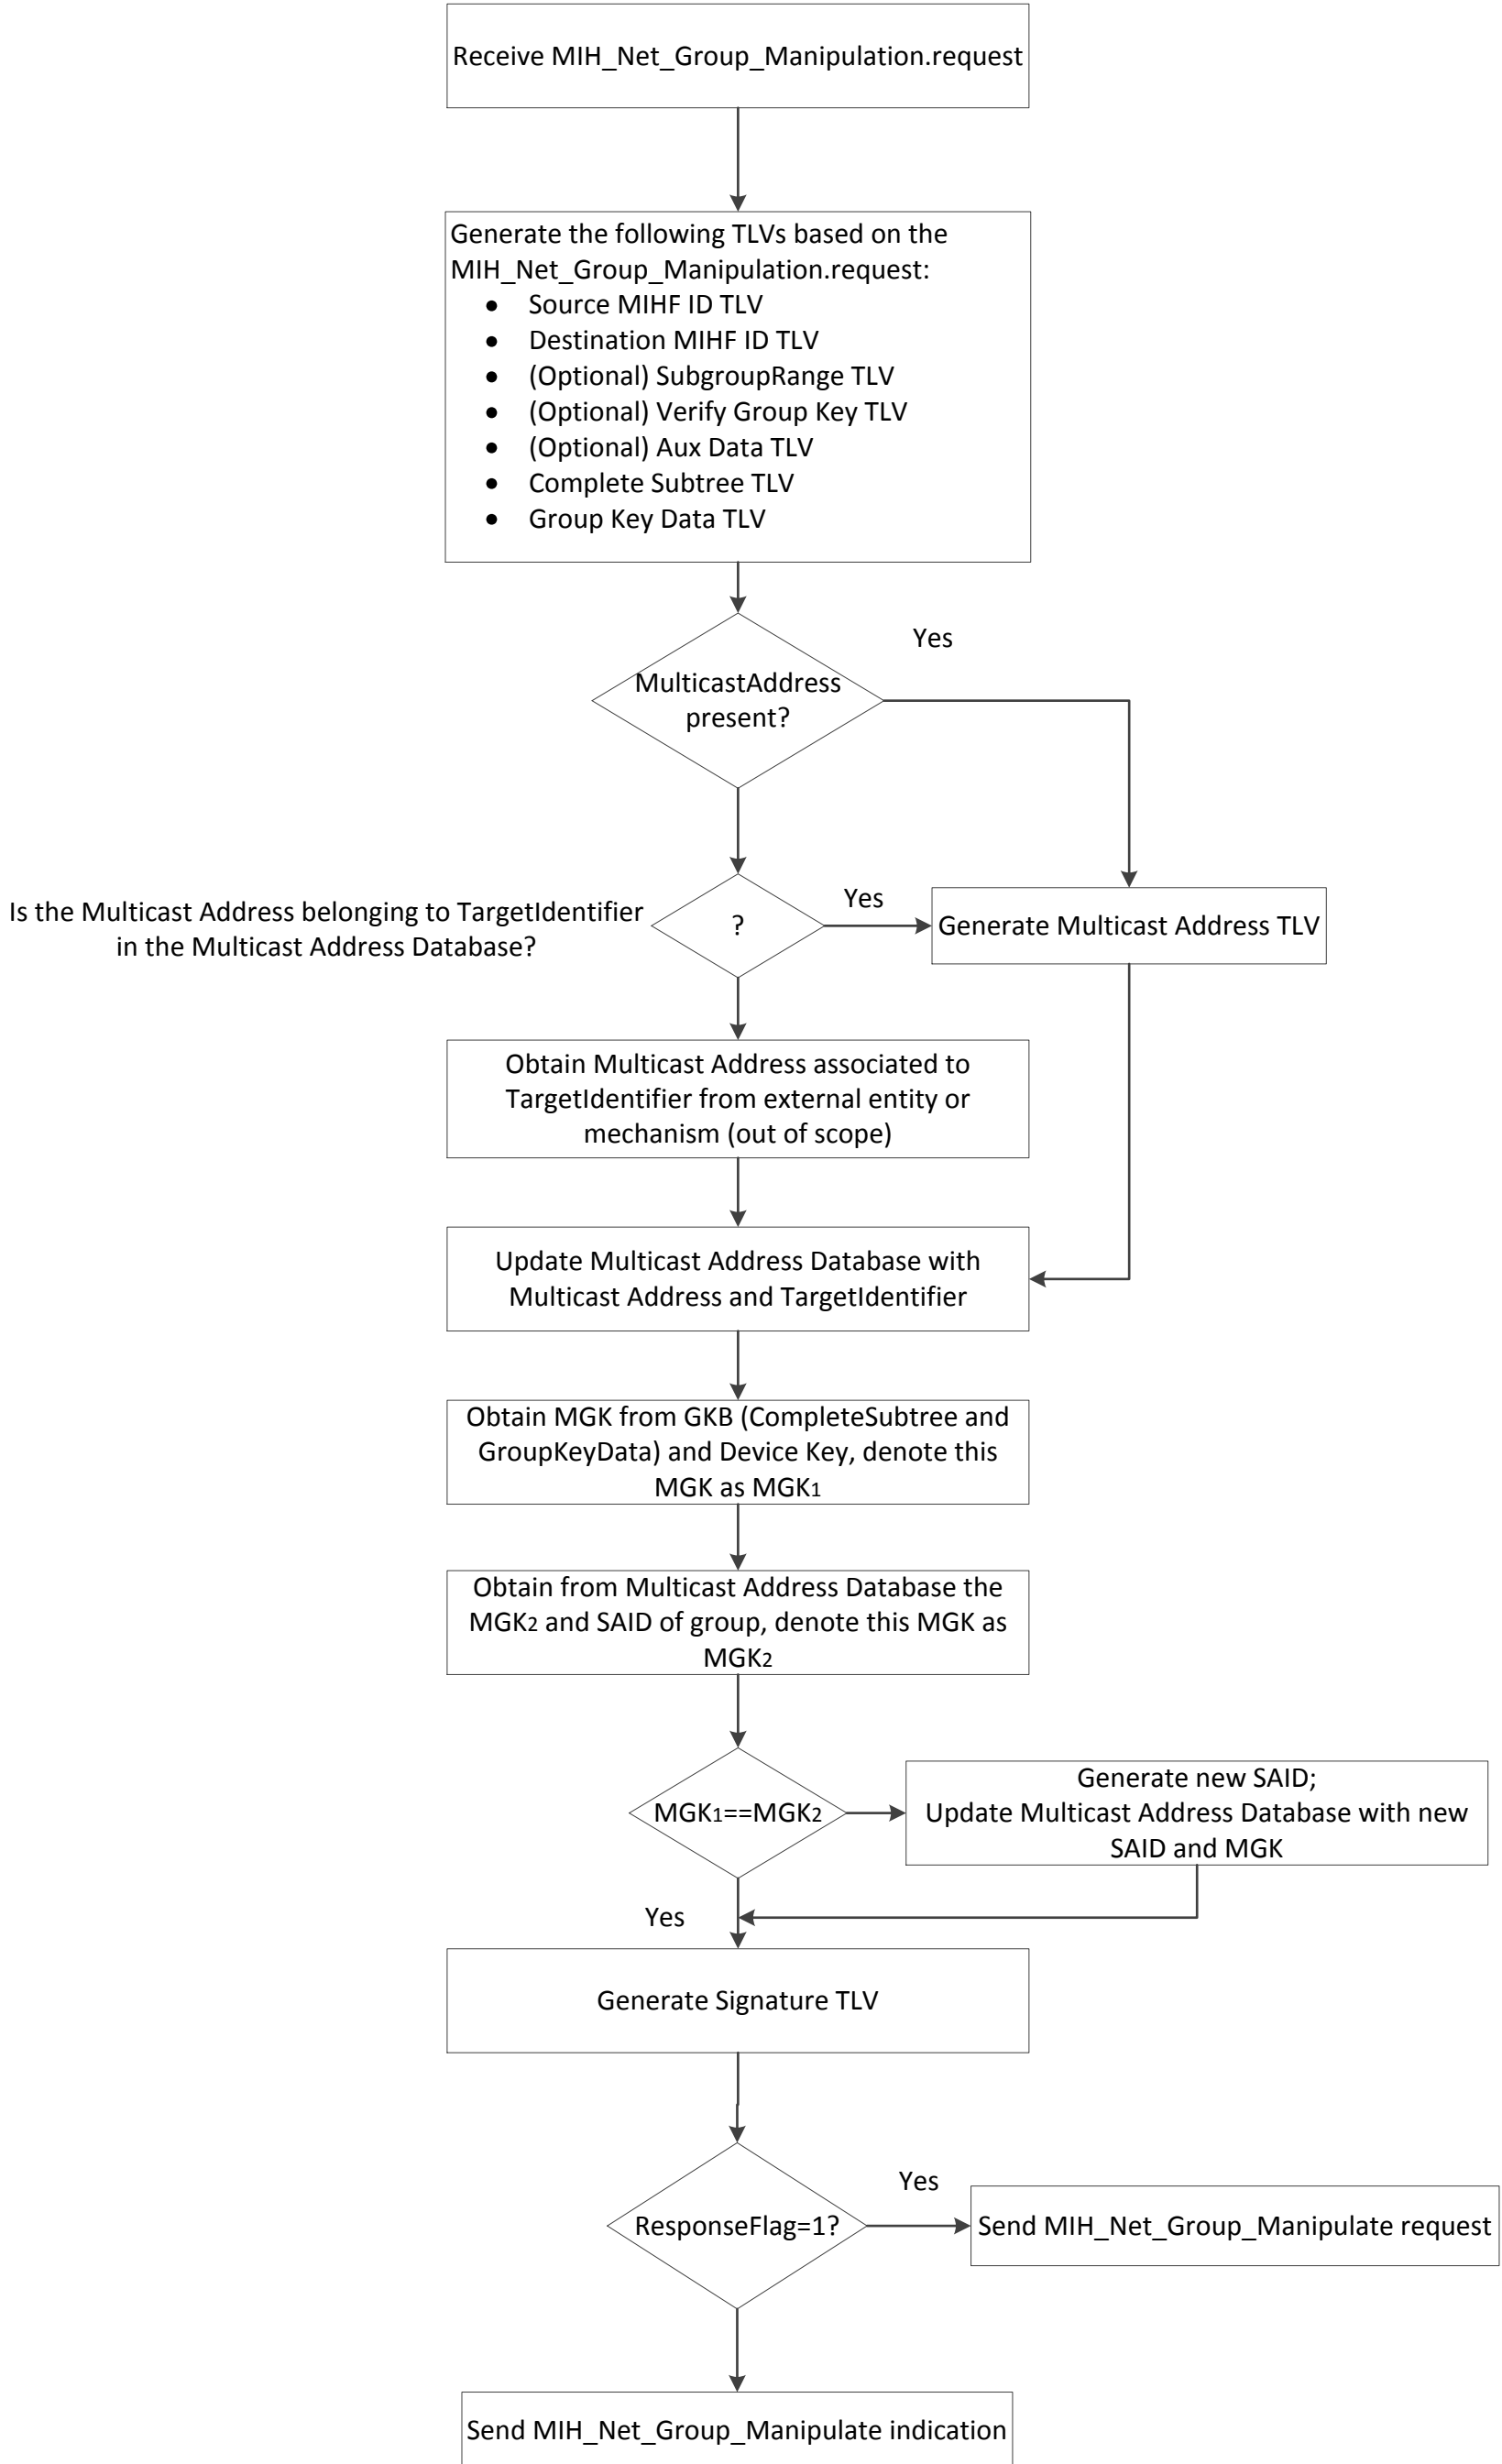 Receive MIH_Net_Group_Manipulation.request
Generate the following TLVs based on the
MIH_Net_Group_Manipulation.request:
• Source MIHF ID TLV
• Destination MIHF ID TLV
• (Optional) SubgroupRange TLV
• (Optional) Verify Group Key TLV
• (Optional) Aux Data TLV
• Complete Subtree TLV
• Group Key Data TLV
Yes
MulticastAddress
present?
Is the Multicast Address belonging to TargetIdentifier
in the Multicast Address Database?
?
Yes
Generate Multicast Address TLV
Obtain Multicast Address associated to
TargetIdentifier from external entity or
mechanism (out of scope)
Update Multicast Address Database with
Multicast Address and TargetIdentifier
Obtain MGK from GKB (CompleteSubtree and
GroupKeyData) and Device Key, denote this
MGK as MGK1
Obtain from Multicast Address Database the
MGK2 and SAID of group, denote this MGK as
MGK2
MGK1==MGK2
Generate new SAID;
Update Multicast Address Database with new
SAID and MGK
Yes
Generate Signature TLV
Yes
ResponseFlag=1?
Send MIH_Net_Group_Manipulate request
Send MIH_Net_Group_Manipulate indication